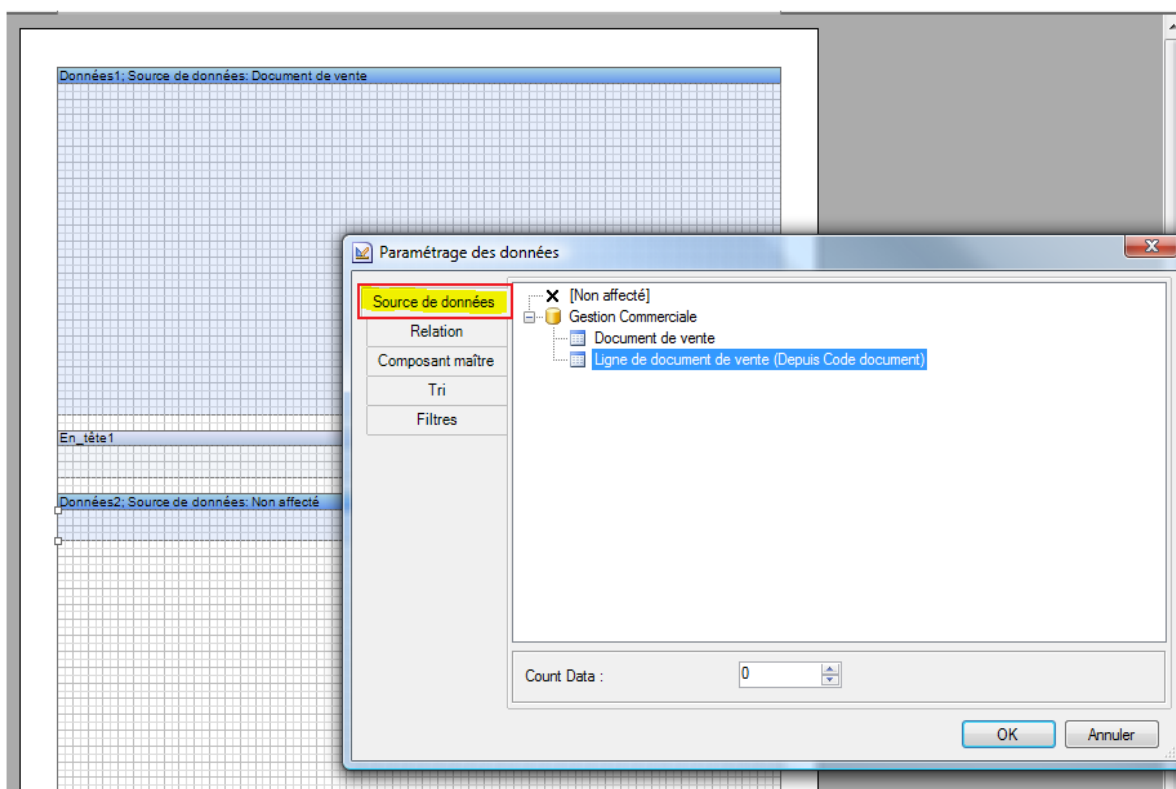 Données1; Source de données: Document de vente
Paramétrage des données
Source de données
Relation
Composant maître
Tri
Filtres
[Non affecté]
Gestion Commerciale
Document de vente
Ligne de document de vente (Depuis Code document)
En_tête1
Données2; Source de données: Non affecté
Count Data :
0
OK
Annuler